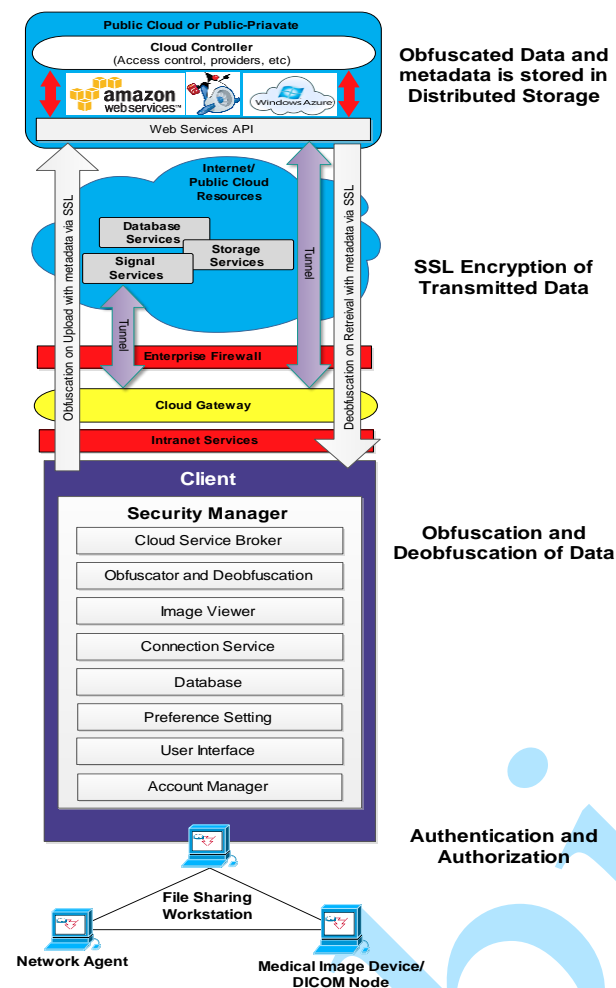 Public Cloud or Public-Priavate
Cloud Controller
(Access control, providers, etc)
amazon
webservices™
Windows Azure
Web Services API
Obfuscated Data and
metadata is stored in
Distributed Storage
Internet/
Public Cloud
Resources
Database
Services
Storage
Services
Signal
Services
Tunnel
Tunnel
Obfuscation on Upload with metadata via SSL
Deobfuscation on Retreival with metadata via SSL
SSL Encryption of
Transmitted Data
Enterprise Firewall
Cloud Gateway
Intranet Services
Client
Security Manager
Cloud Service Broker
Obfuscator and Deobfuscation
Image Viewer
Connection Service
Database
Preference Setting
User Interface
Account Manager
Obfuscation and
Deobfuscation of Data
Authentication and
Authorization
File Sharing
Workstation
Network Agent
Medical Image Device/
DICOM Node